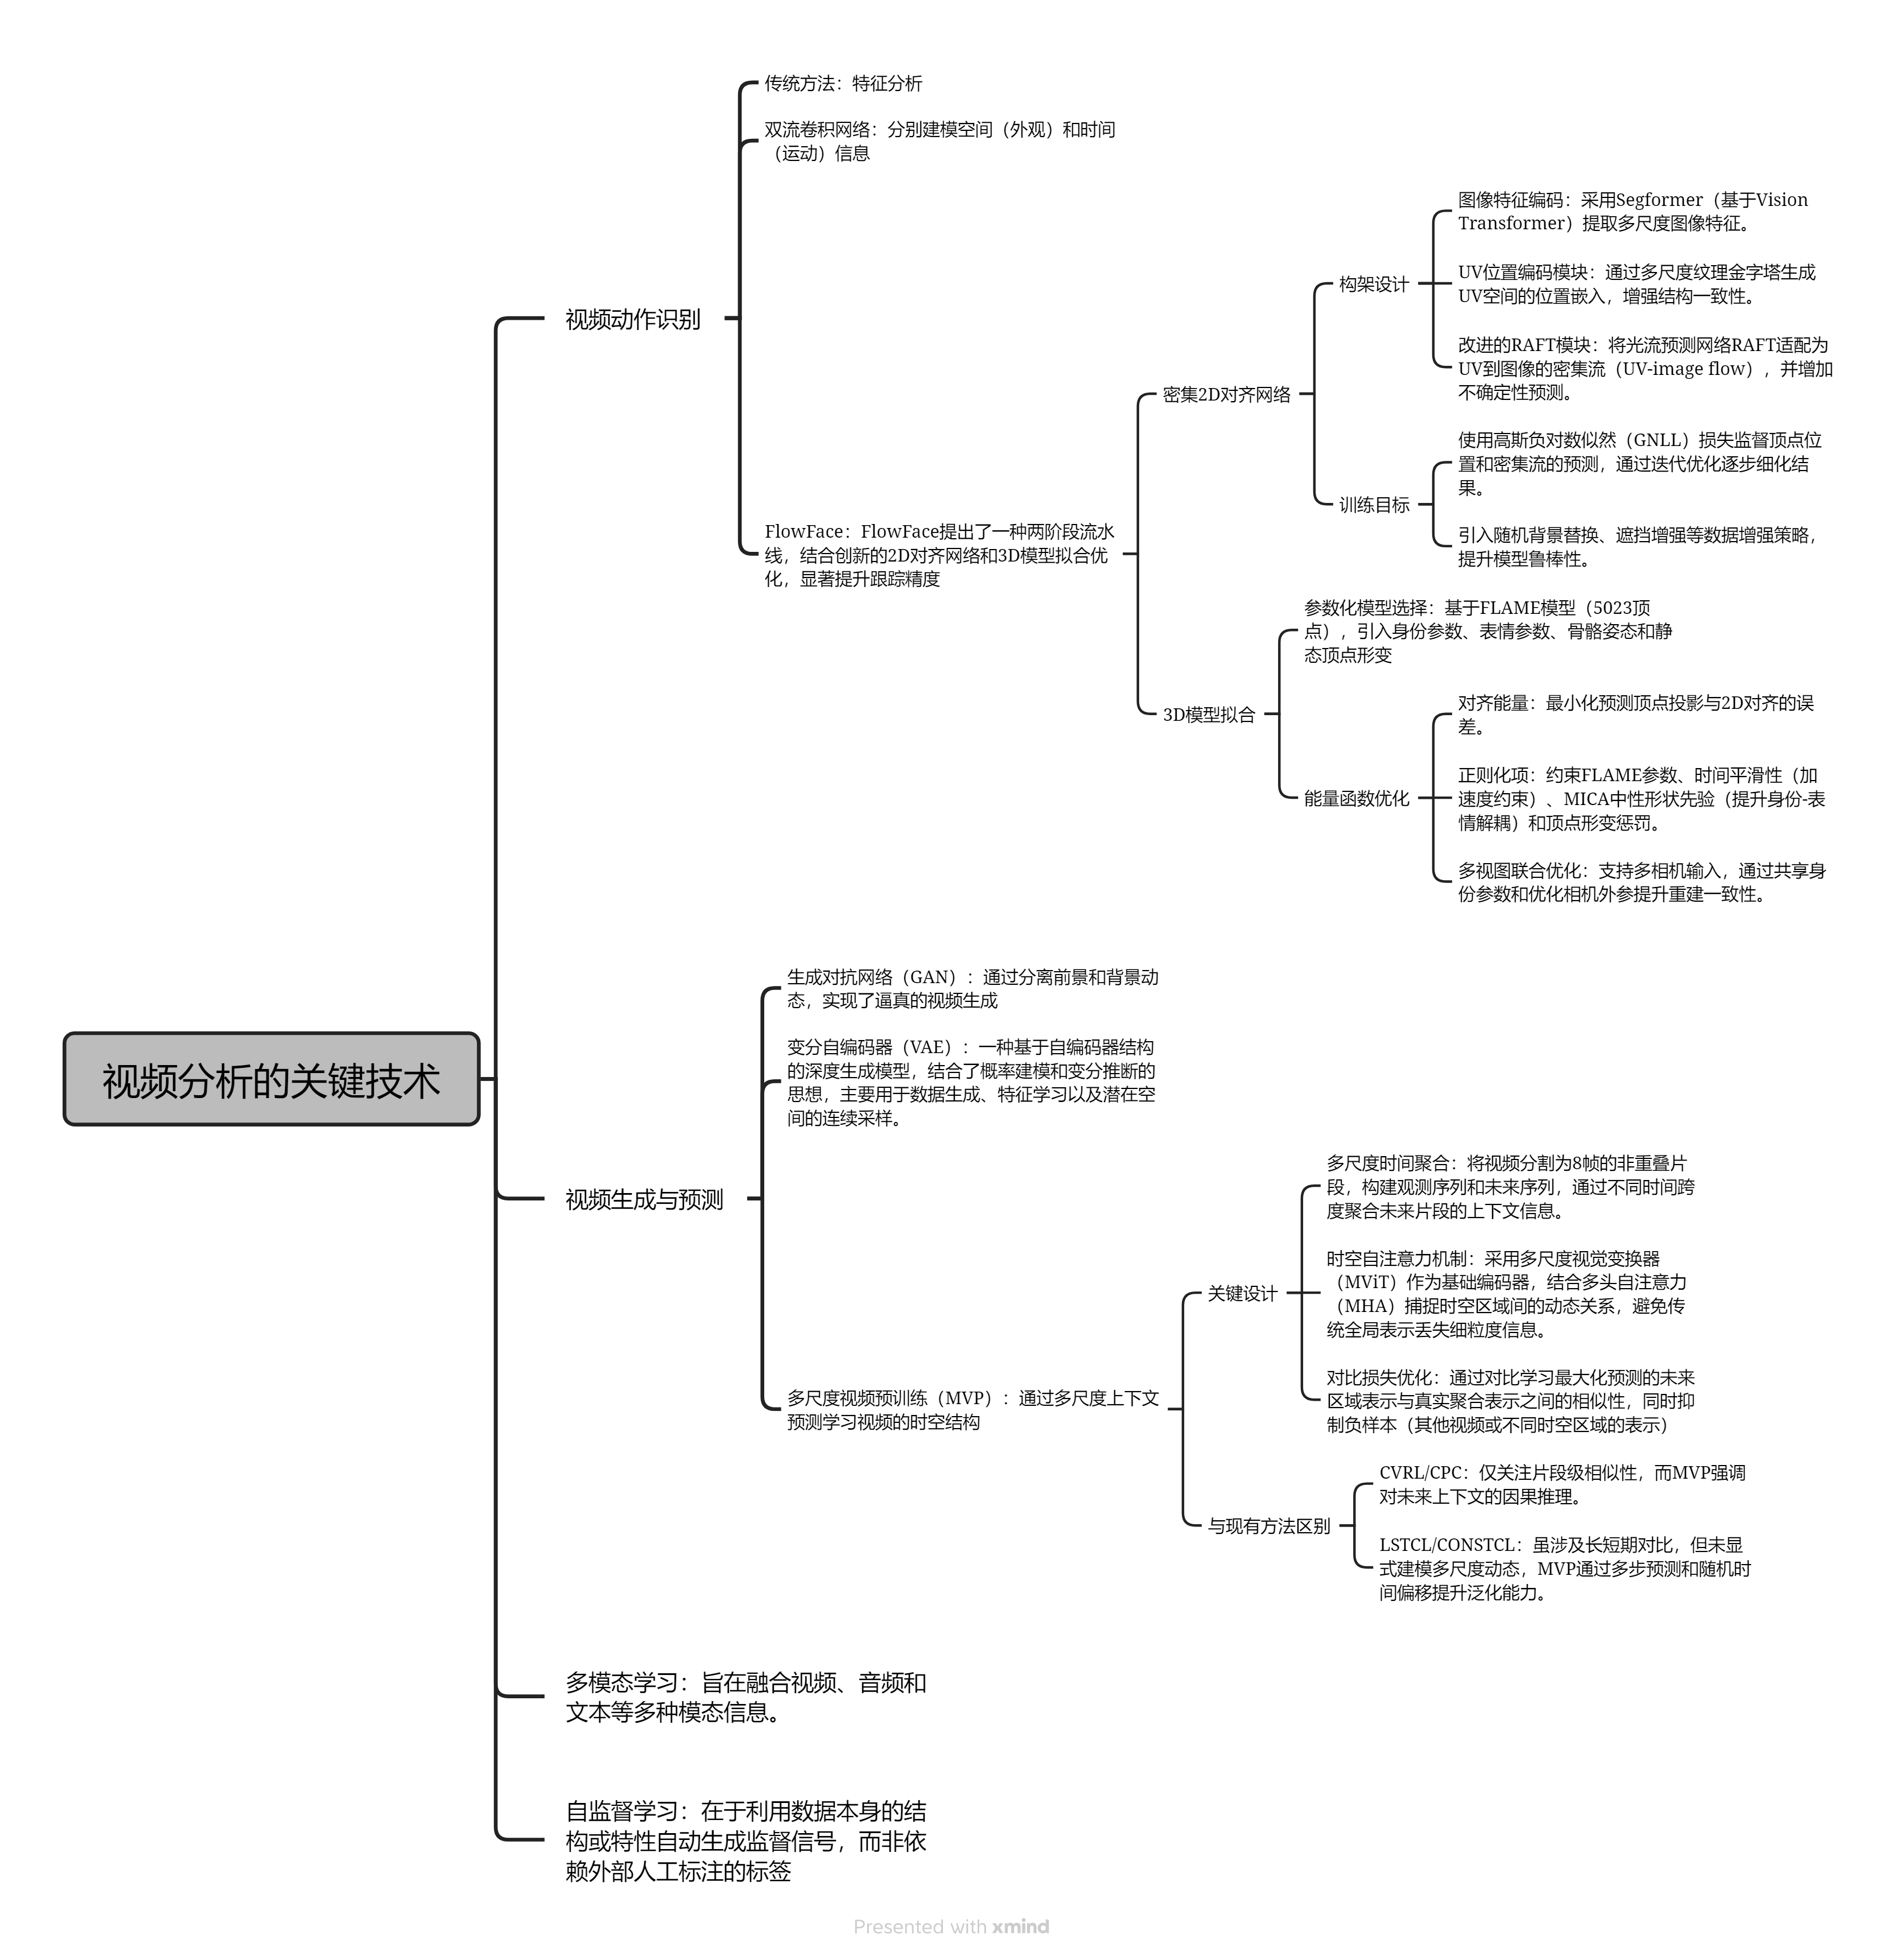 视频分析的关键技术
视频动作识别
传统方法：特征分析
双流卷积网络：分别建模空间（外观）和时间
（运动）信息
FlowFace：FlowFace提出了一种两阶段流水
线，结合创新的2D对齐网络和3D模型拟合优
化，显著提升跟踪精度
密集2D对齐网络
构架设计
图像特征编码：采用Segformer（基于Vision
Transformer）提取多尺度图像特征。
UV位置编码模块：通过多尺度纹理金字塔生成
UV空间的位置嵌入，增强结构一致性。
改进的RAFT模块：将光流预测网络RAFT适配为
UV到图像的密集流（UV-image flow），并增加
不确定性预测。
训练目标
使用高斯负对数似然（GNLL）损失监督顶点位
置和密集流的预测，通过迭代优化逐步细化结
果。
引入随机背景替换、遮挡增强等数据增强策略，
提升模型鲁棒性。
3D模型拟合
参数化模型选择：基于FLAME模型（5023顶
点），引入身份参数、表情参数、骨骼姿态和静
态顶点形变
能量函数优化
对齐能量：最小化预测顶点投影与2D对齐的误
差。
正则化项：约束FLAME参数、时间平滑性（加
速度约束）、MICA中性形状先验（提升身份-表
情解耦）和顶点形变惩罚。
多视图联合优化：支持多相机输入，通过共享身
份参数和优化相机外参提升重建一致性。
视频生成与预测
生成对抗网络（GAN）：通过分离前景和背景动
态，实现了逼真的视频生成
变分自编码器（VAE）：一种基于自编码器结构
的深度生成模型，结合了概率建模和变分推断的
思想，主要用于数据生成、特征学习以及潜在空
间的连续采样。
多尺度视频预训练（MVP）：通过多尺度上下文
预测学习视频的时空结构
关键设计
多尺度时间聚合：将视频分割为8帧的非重叠片
段，构建观测序列和未来序列，通过不同时间跨
度聚合未来片段的上下文信息。
时空自注意力机制：采用多尺度视觉变换器
（MViT）作为基础编码器，结合多头自注意力
（MHA）捕捉时空区域间的动态关系，避免传
统全局表示丢失细粒度信息。
对比损失优化：通过对比学习最大化预测的未来
区域表示与真实聚合表示之间的相似性，同时抑
制负样本（其他视频或不同时空区域的表示）
与现有方法区别
CVRL/CPC：仅关注片段级相似性，而MVP强调
对未来上下文的因果推理。
LSTCL/CONSTCL：虽涉及长短期对比，但未显
式建模多尺度动态，MVP通过多步预测和随机时
间偏移提升泛化能力。
多模态学习：旨在融合视频、音频和
文本等多种模态信息。
自监督学习：在于利用数据本身的结
构或特性自动生成监督信号，而非依
赖外部人工标注的标签
Presented with xmind